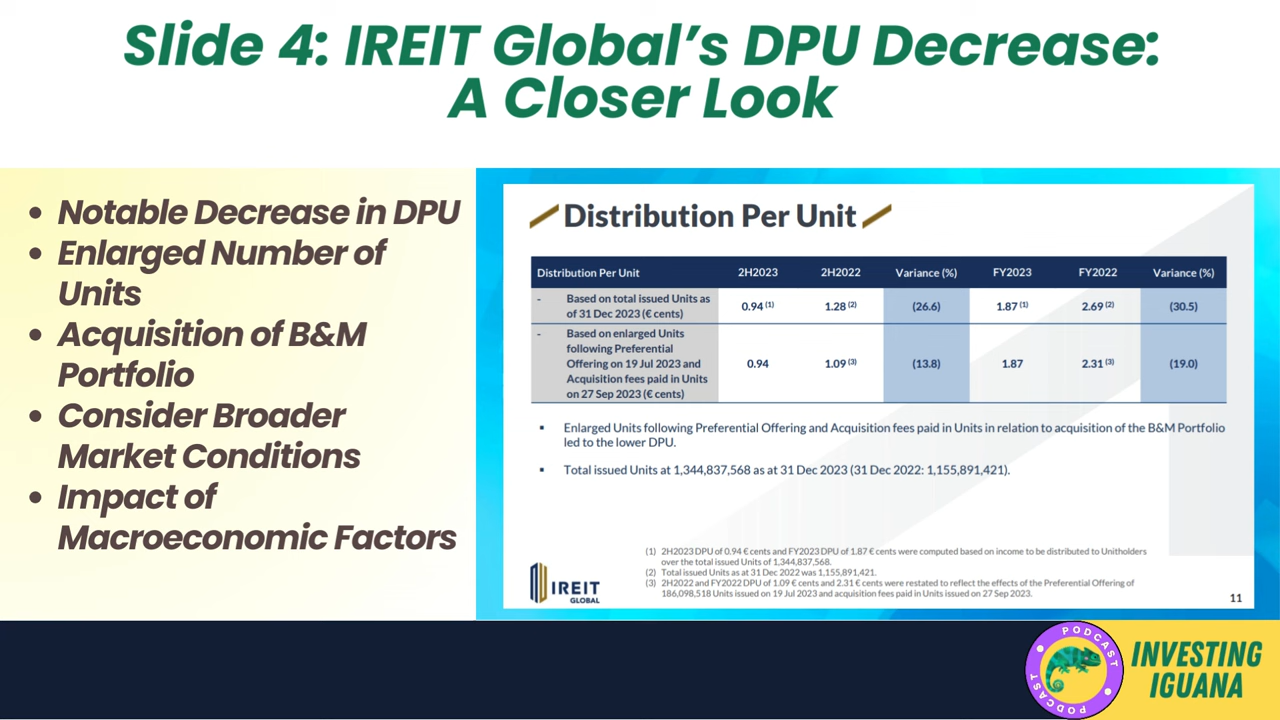 Slide 4: IREIT Global’s DPU Decrease:
A Closer Look
• Notable Decrease in DPU
• Enlarged Number of
Units
• Acquisition of B&M
Portfolio
• Consider Broader
Market Conditions
• Impact of
Macroeconomic Factors
Distribution Per Unit
Distribution Per Unit 2H2023 2H2022 Variance (%) FY2023 FY2022 Variance (%)
- Based on total issued Units as
of 31 Dec 2023 (€ cents)
0.94 (1) 1.28 (2) (26.6) 1.87 (1) 2.69 (2) (30.5)
- Based on enlarged Units
following Preferential
Offering on 19 Jul 2023 and
Acquisition fees paid in Units
on 27 Sep 2023 (€ cents)
0.94 1.09 (3) (13.8) 1.87 2.31 (3) (19.0)
▪ Enlarged Units following Preferential Offering and Acquisition fees paid in Units in relation to acquisition of the B&M Portfolio
led to the lower DPU.
▪ Total issued Units at 1,344,837,568 as at 31 Dec 2023 (31 Dec 2022: 1,155,891,421).
(1) 2H2023 DPU of 0.94 € cents and FY2023 DPU of 1.87 € cents were computed based on income to be distributed to Unitholders
over the total issued Units of 1,344,837,568.
(2) Total issued Units as at 31 Dec 2022 was 1,155,891,421.
(3) 2H2022 and FY2022 DPU of 1.09 € cents and 2.31 € cents were restated to reflect the effects of the Preferential Offering of
186,098,518 Units issued on 19 Jul 2023 and acquisition fees paid in Units issued on 27 Sep 2023.
IREIT
GLOBAL
11
PODCAST
PODCAST
INVESTING
IGUANA